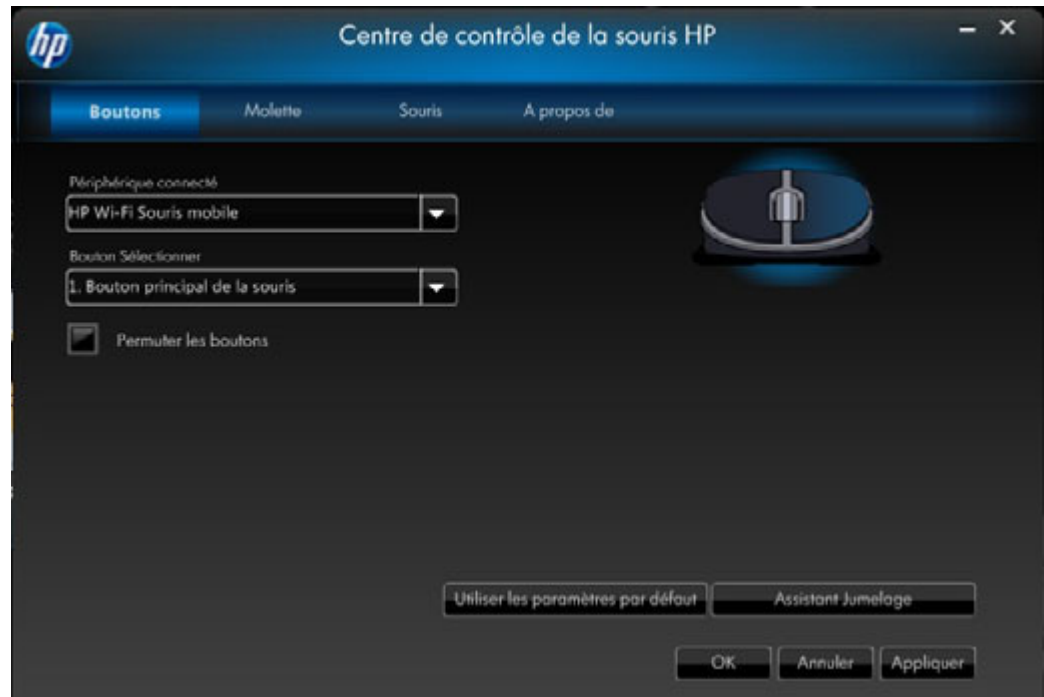 hp
Centre de contrôle de la souris HP
Boutons Molette Souris A propos de
Périphérique connecté
HP Wi-Fi Souris mobile
Bouton Sélectionner
1. Bouton principal de la souris
Permuter les boutons
Utiliser les paramètres par défaut Assistant Jumelage
OK Annuler Appliquer